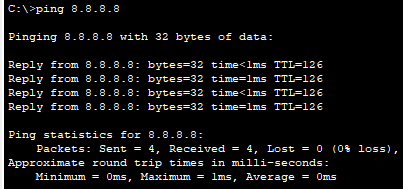 C:\>ping 8.8.8.8
Pinging 8.8.8.8 with 32 bytes of data:
Reply from 8.8.8.8: bytes=32 time<1ms TTL=126
Reply from 8.8.8.8: bytes=32 time=1ms TTL=126
Reply from 8.8.8.8: bytes=32 time<1ms TTL=126
Reply from 8.8.8.8: bytes=32 time<1ms TTL=126
Ping statistics for 8.8.8.8:
Packets: Sent = 4, Received = 4, Lost = 0 (0% loss),
Approximate round trip times in milli-seconds:
Minimum = 0ms, Maximum = 1ms, Average = 0ms